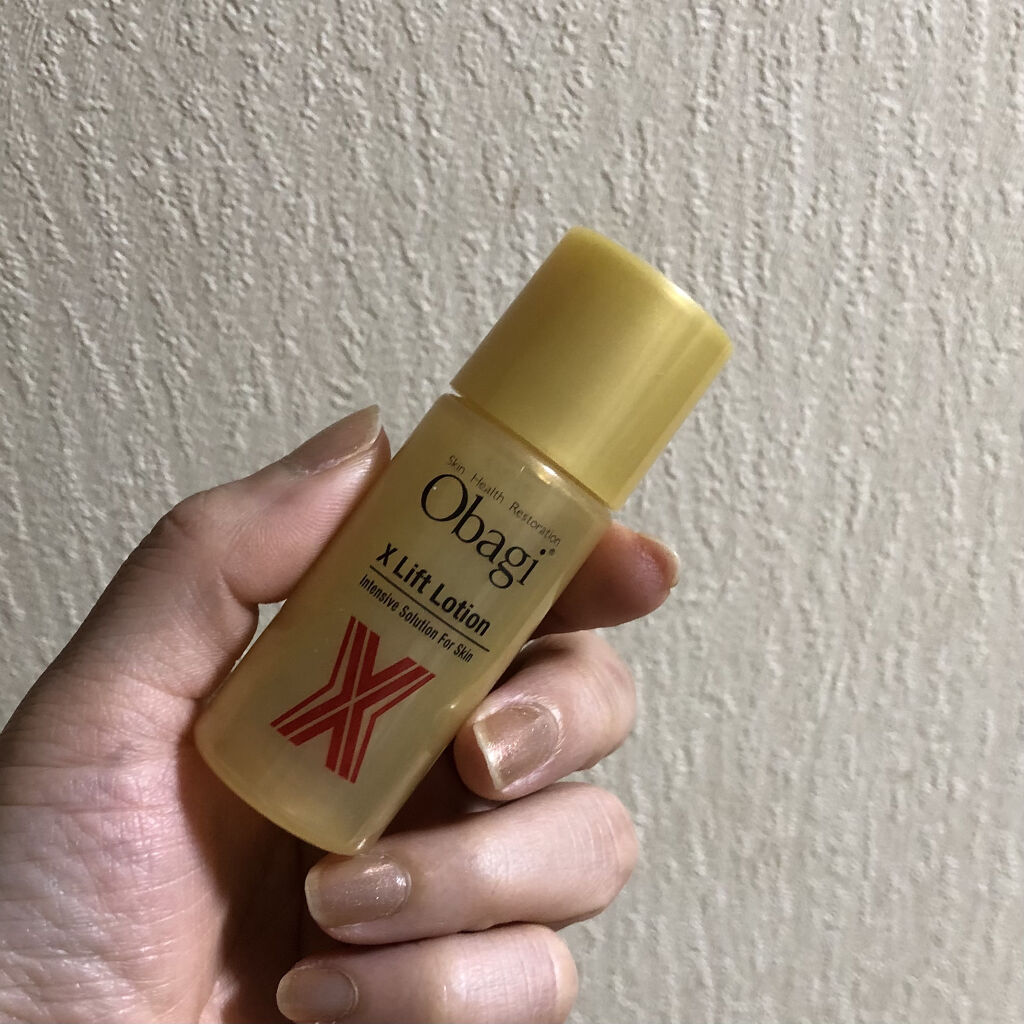 Skin Health Restoration
Obagi®
X Lift Lotion
Intensive Solution For Skin
X